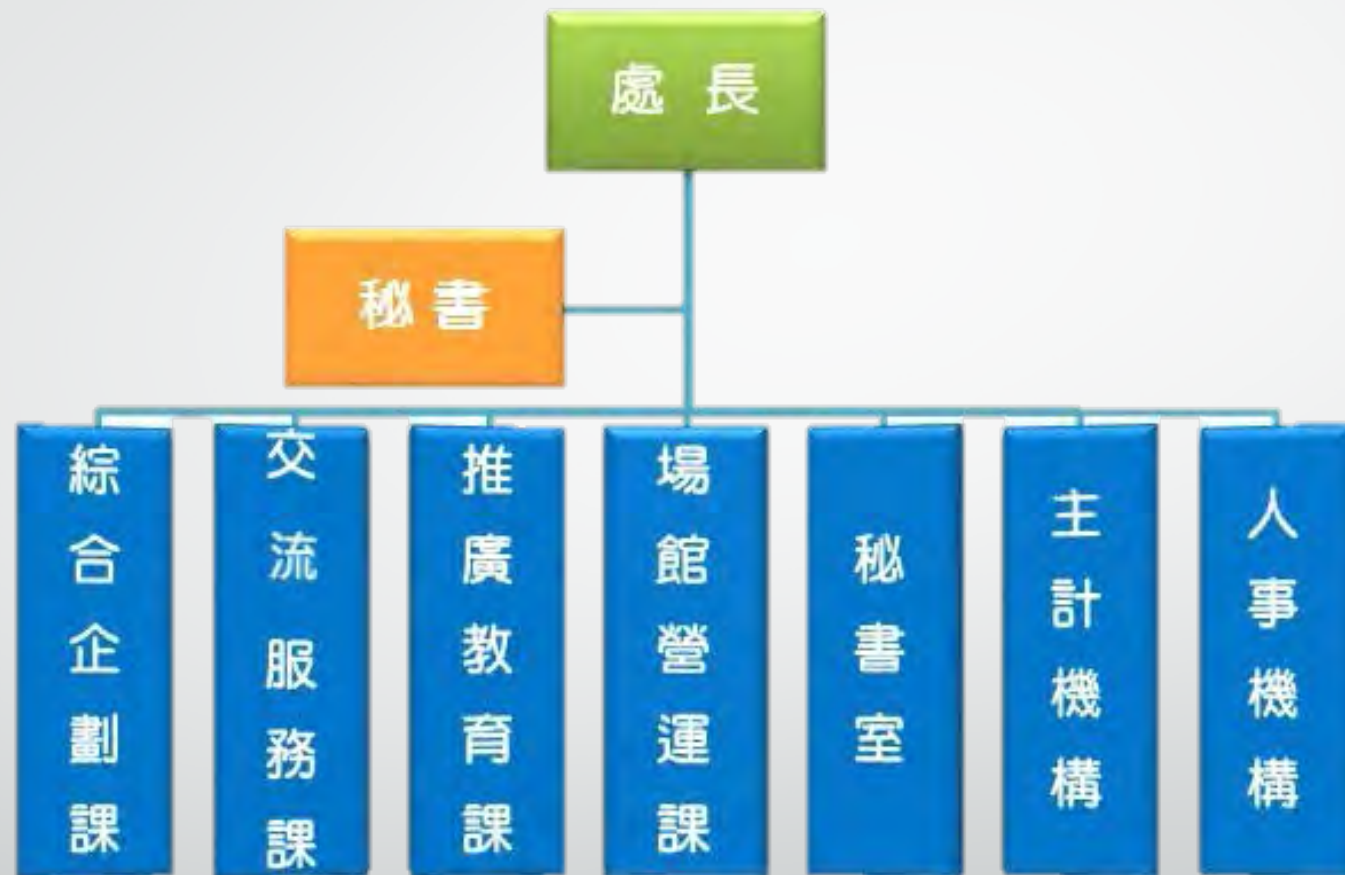 處 長
秘 書
綜合企劃課
交流服務課
推廣教育課
場館營運課
秘書室
主計機構
人事機構